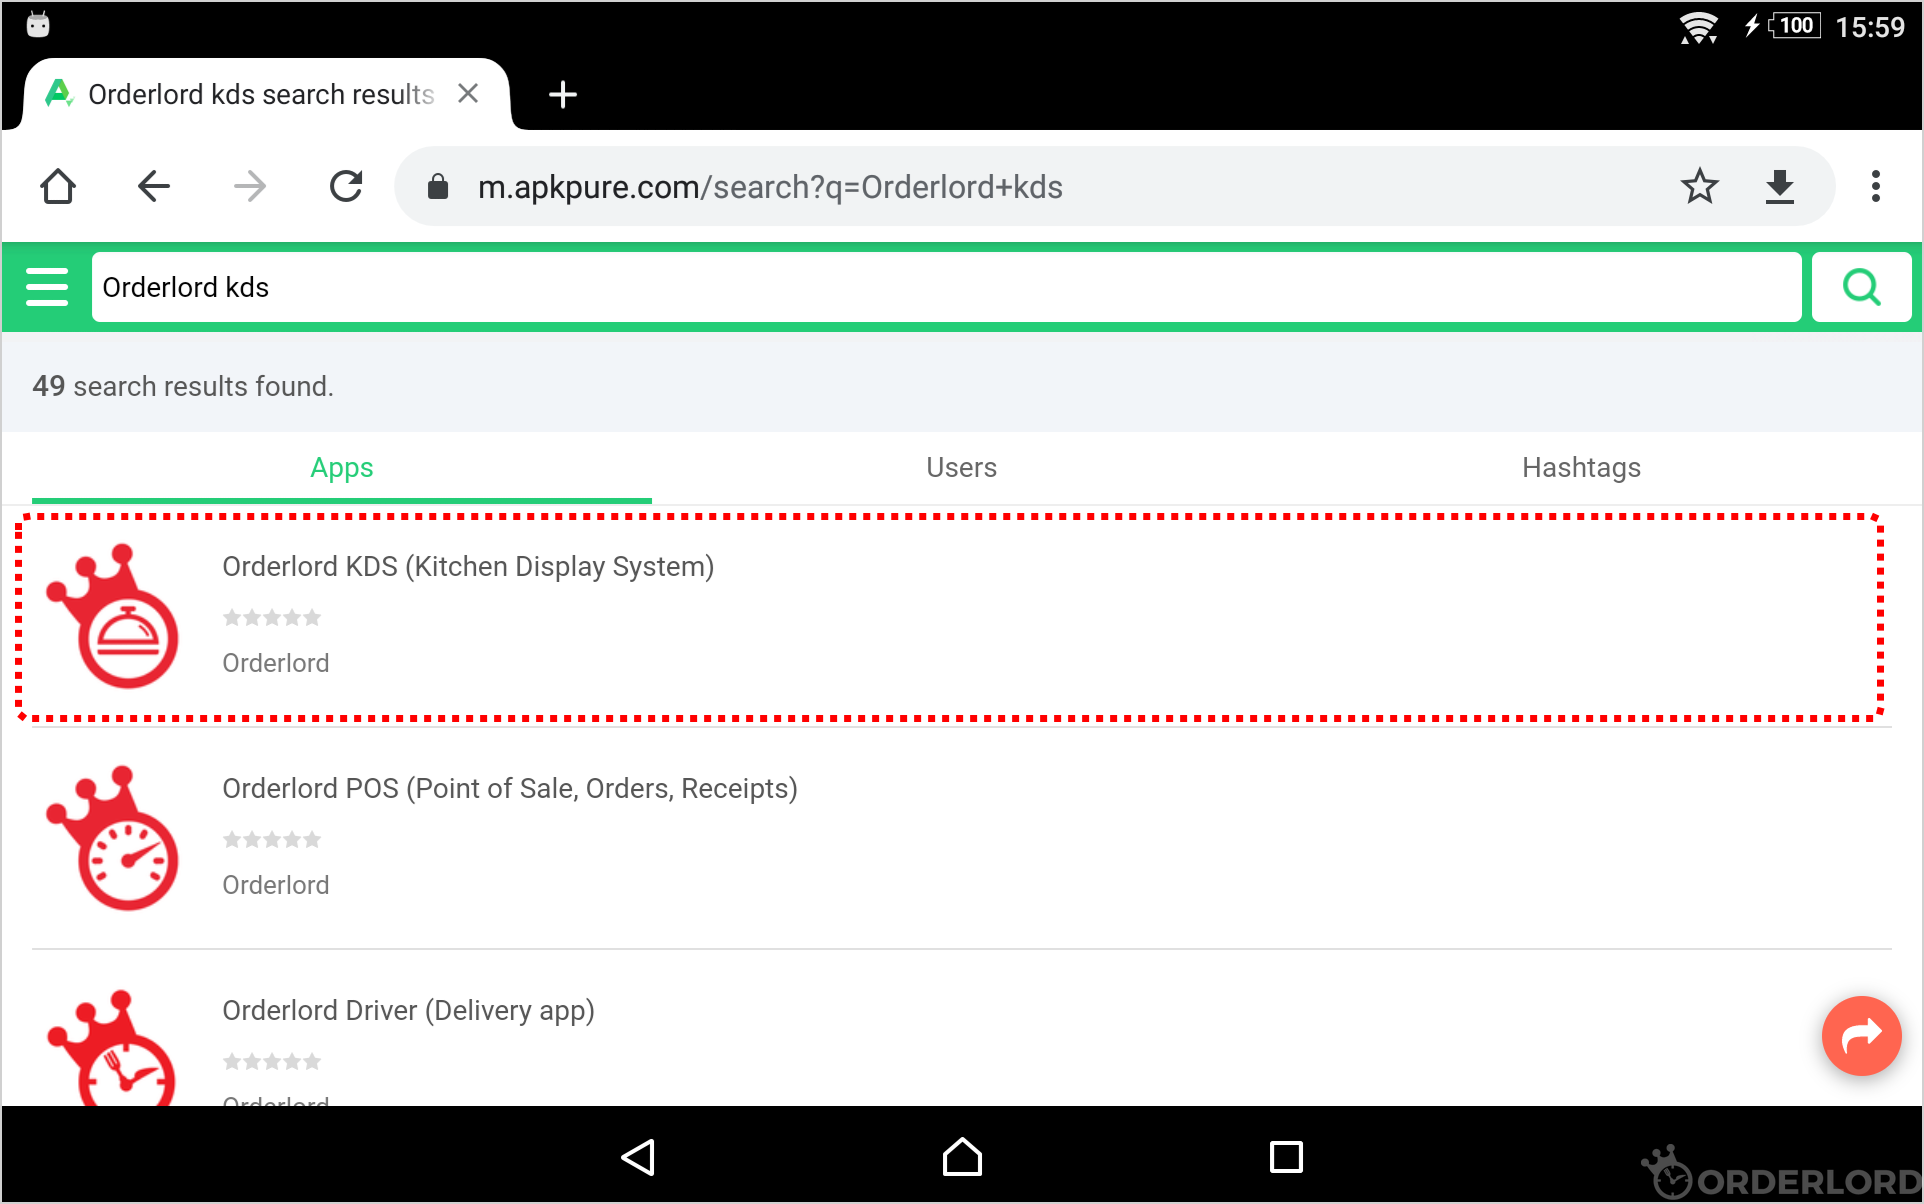 100 15:59
Orderlord kds search results
m.apkpure.com/search?q=Orderlord+kds
Orderlord kds
49 search results found.
Apps Users Hashtags
Orderlord KDS (Kitchen Display System)
Orderlord
Orderlord POS (Point of Sale, Orders, Receipts)
Orderlord
Orderlord Driver (Delivery app)
Orderlord
ORDERLORD